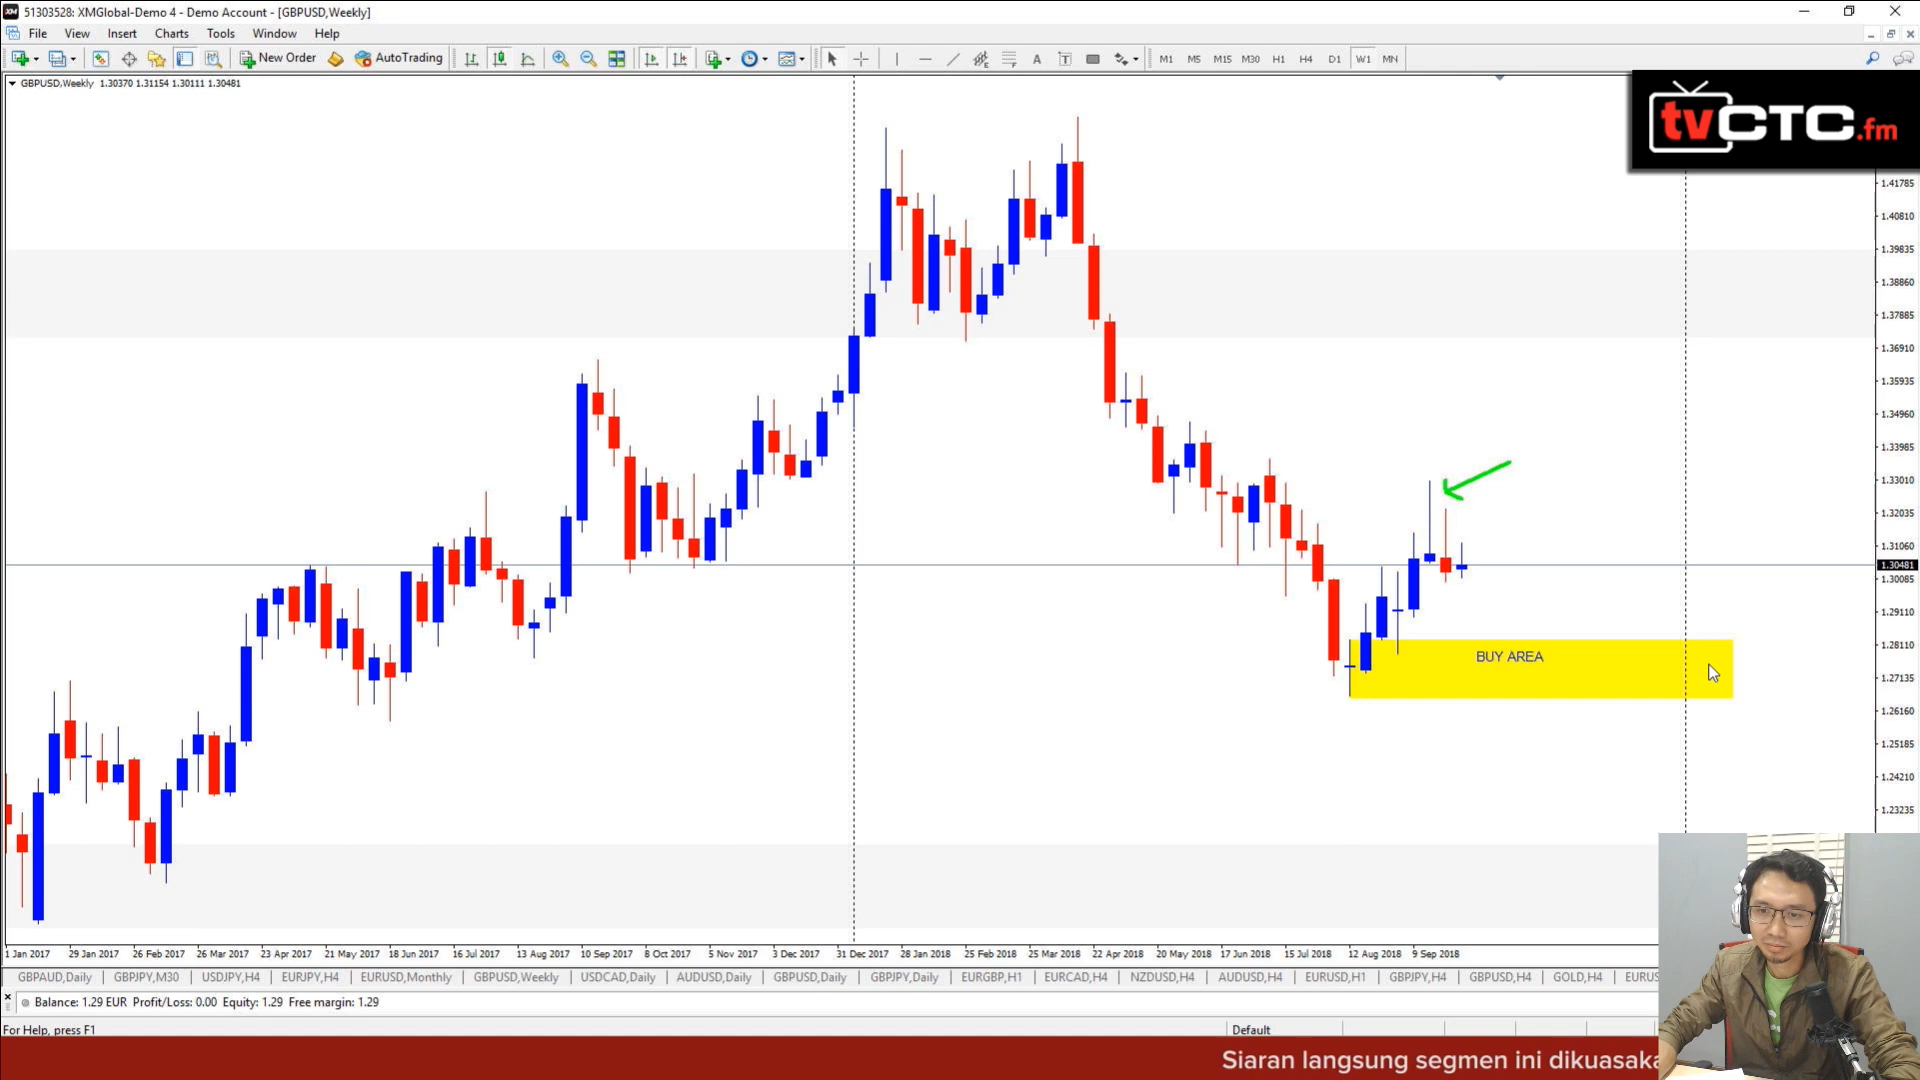 51303528: XMGlobal-Demo 4 - Demo Account - [GBPUSD,Weekly]
File View Insert Charts Tools Window Help
New Order AutoTrading A T M1 M5 M15 M30 H1 H4 D1 W1 MN
GBPUSD,Weekly 1.30370 1.31154 1.30111 1.30481
tvCTC.fm
1.41785
1.40810
1.39835
1.38860
1.37885
1.36910
1.35935
1.34960
1.33985
1.33010
1.32035
1.31060
1.30481
1.30085
1.29110
1.28110
BUY AREA
1.27135
1.26160
1.25185
1.24210
1.23235
1 Jan 2017 29 Jan 2017 26 Feb 2017 26 Mar 2017 23 Apr 2017 21 May 2017 18 Jun 2017 16 Jul 2017 13 Aug 2017 10 Sep 2017 8 Oct 2017 5 Nov 2017 3 Dec 2017 31 Dec 2017 28 Jan 2018 25 Feb 2018 25 Mar 2018 22 Apr 2018 20 May 2018 17 Jun 2018 15 Jul 2018 12 Aug 2018 9 Sep 2018
GBPAUD,Daily GBPJPY,M30 USDJPY,H4 EURJPY,H4 EURUSD,Monthly GBPUSD,Weekly USDCAD,Daily AUDUSD,Daily GBPUSD,Daily GBPJPY,Daily EURGBP,H1 EURCAD,H4 NZDUSD,H4 AUDUSD,H4 EURUSD,H1 GBPJPY,H4 GBPUSD,H4 GOLD,H4 EURUS
Balance: 1.29 EUR Profit/Loss: 0.00 Equity: 1.29 Free margin: 1.29
For Help, press F1 Default
Siaran langsung segmen ini dikuasaka